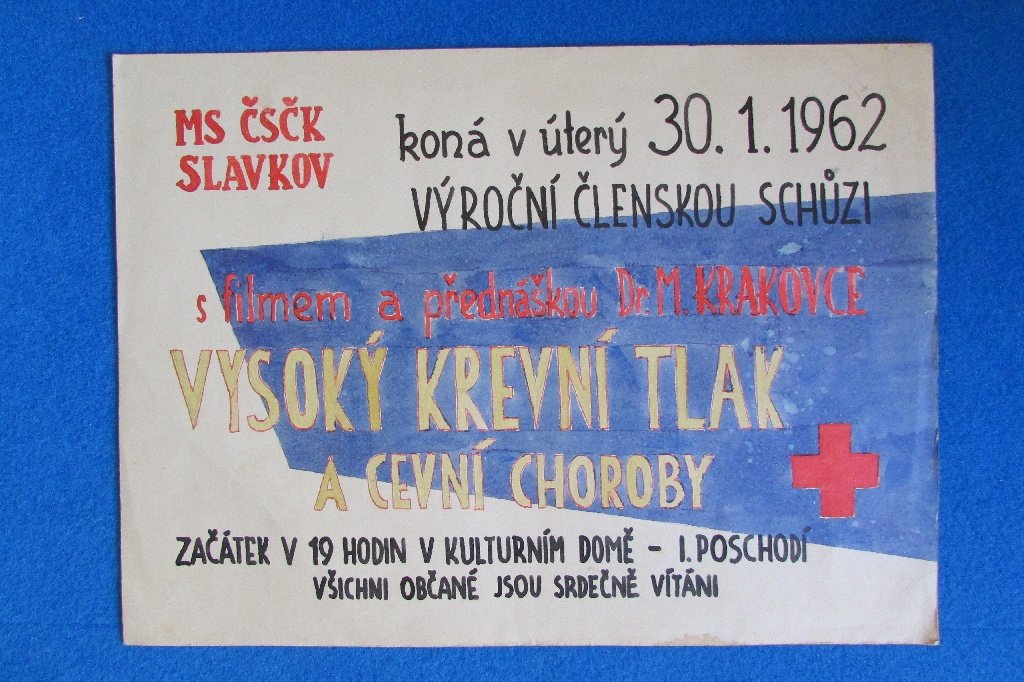 MS ČSČK
SLAVKOV
koná v úterý 30. 1. 1962
VÝROČNÍ ČLENSKOU SCHŮZI
s filmem a přednáškou Dr. M. KRAKOVCE
VYSOKÝ KREVNÍ TLAK
A CEVNÍ CHOROBY
ZAČÁTEK V 19 HODIN V KULTURNÍM DOMĚ - I. POSCHODÍ
VŠICHNI OBČANÉ JSOU SRDEČNĚ VÍTÁNI